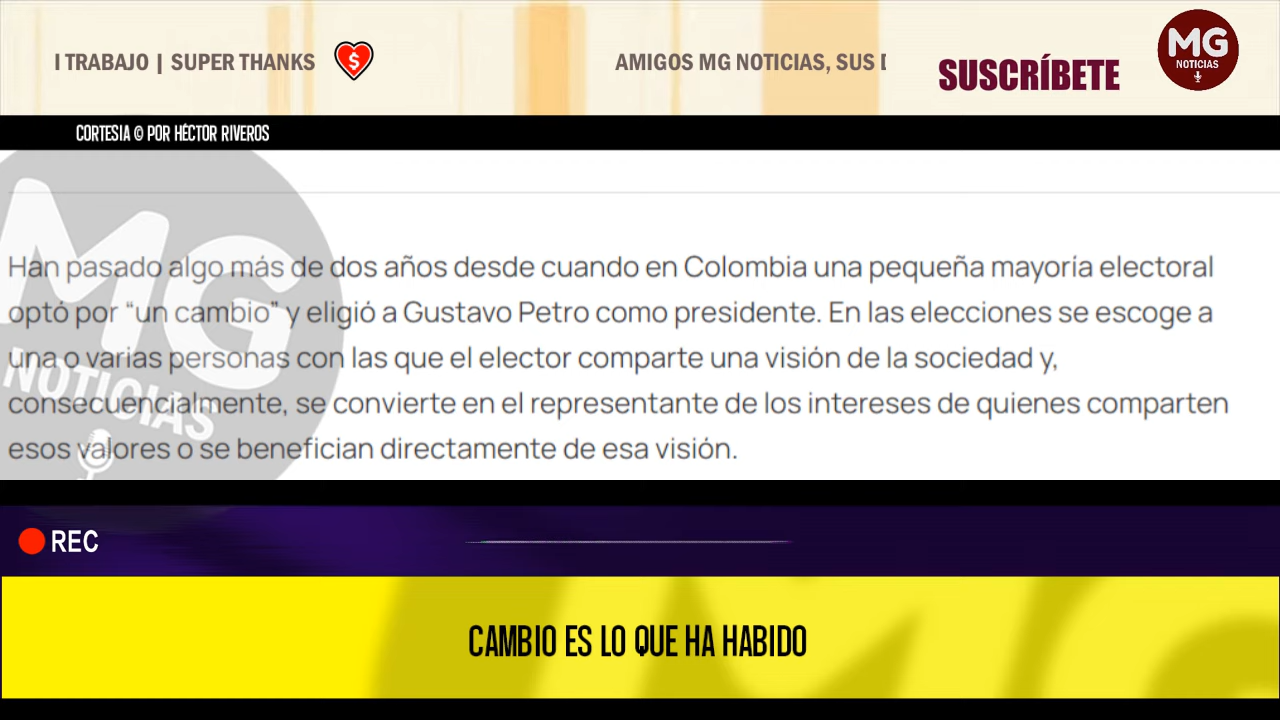 I TRABAJO | SUPER THANKS
AMIGOS MG NOTICIAS, SUS
SUSCRÍBETE
MG
NOTICIAS
CORTESIA © POR HÉCTOR RIVEROS
MG
NOTICIAS
Han pasado algo más de dos años desde cuando en Colombia una pequeña mayoría electoral
optó por “un cambio” y eligió a Gustavo Petro como presidente. En las elecciones se escoge a
una o varias personas con las que el elector comparte una visión de la sociedad y,
consecuencialmente, se convierte en el representante de los intereses de quienes comparten
esos valores o se benefician directamente de esa visión.
REC
CAMBIO ES LO QUE HA HABIDO